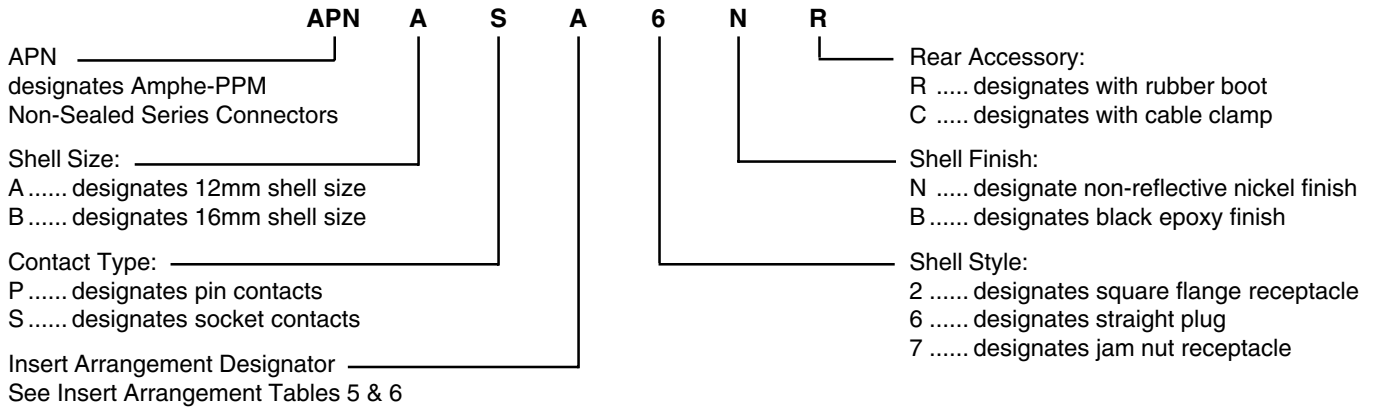 APN A S A 6 N R
APN
designates Amphe-PPM
Non-Sealed Series Connectors
Shell Size:
A ...... designates 12mm shell size
B ...... designates 16mm shell size
Contact Type:
P ...... designates pin contacts
S ...... designates socket contacts
Insert Arrangement Designator
See Insert Arrangement Tables 5 & 6
Rear Accessory:
R ..... designates with rubber boot
C ..... designates with cable clamp
Shell Finish:
N ..... designate non-reflective nickel finish
B ...... designates black epoxy finish
Shell Style:
2 ...... designates square flange receptacle
6 ...... designates straight plug
7 ...... designates jam nut receptacle